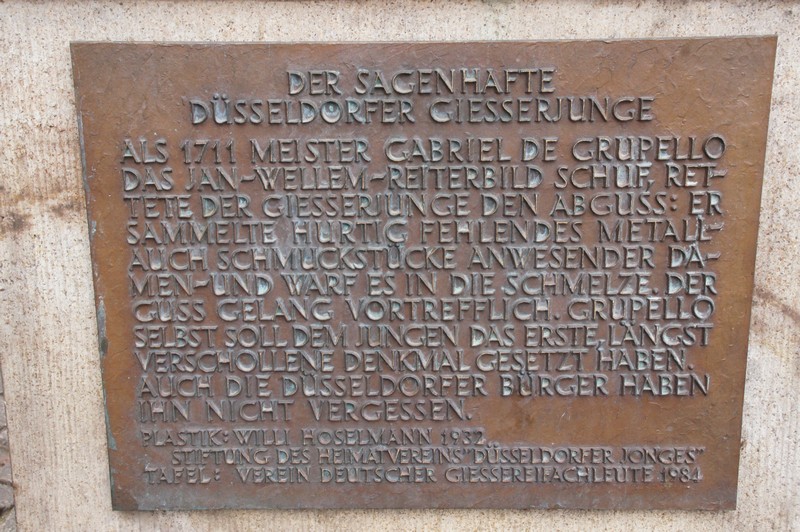 DER SAGENHAFTE
DÜSSELDORFER GIESSERJUNGE
ALS 1711 MEISTER GABRIEL DE GRUPELLO
DAS JAN-WELLEM-REITERBILD SCHUF, RET-
TETE DER GIESSERJUNGE DEN ABGUSS: ER
SAMMELTE HURTIG FEHLENDES METALL-
AUCH SCHMUCKSTÜCKE ANWESENDER DA-
MEN-UND WARF ES IN DIE SCHMELZE. DER
GUSS GELANG VORTREFFLICH. GRUPELLO
SELBST SOLL DEM JUNGEN DAS ERSTE, LÄNGST
VERSCHOLLENE DENKMAL GESETZT HABEN.
AUCH DIE DÜSSELDORFER BÜRGER HABEN
IHN NICHT VERGESSEN.
PLASTIK: WILLI HOSELMANN 1932
STIFTUNG DES HEIMATVEREINS "DÜSSELDORFER JONGES"
TAFEL: VEREIN DEUTSCHER GIESSEREIFACHLEUTE 1984